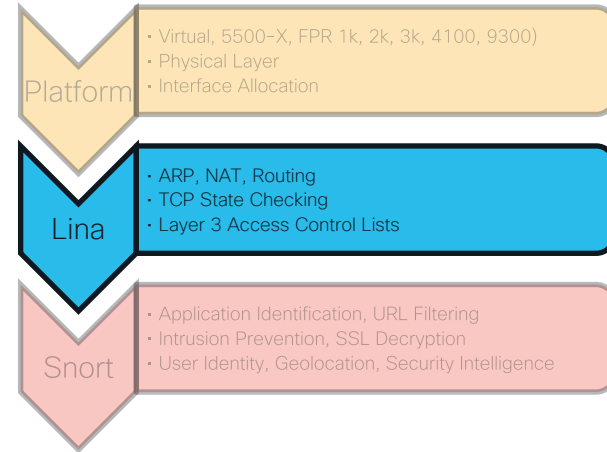 Platform
· Virtual, 5500-X, FPR 1k, 2k, 3k, 4100, 9300)
· Physical Layer
· Interface Allocation
Lina
· ARP, NAT, Routing
· TCP State Checking
· Layer 3 Access Control Lists
Snort
· Application Identification, URL Filtering
· Intrusion Prevention, SSL Decryption
· User Identity, Geolocation, Security Intelligence